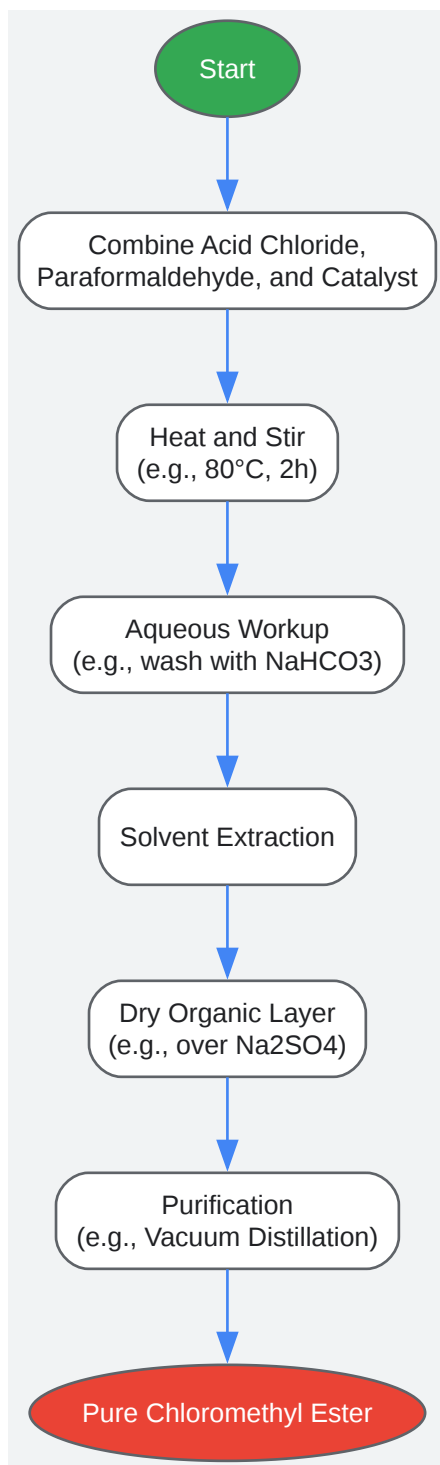 Start
Combine Acid Chloride,
Paraformaldehyde, and Catalyst
Heat and Stir
(e.g., 80°C, 2h)
Aqueous Workup
(e.g., wash with NaHCO3)
Solvent Extraction
Dry Organic Layer
(e.g., over Na2SO4)
Purification
(e.g., Vacuum Distillation)
Pure Chloromethyl Ester